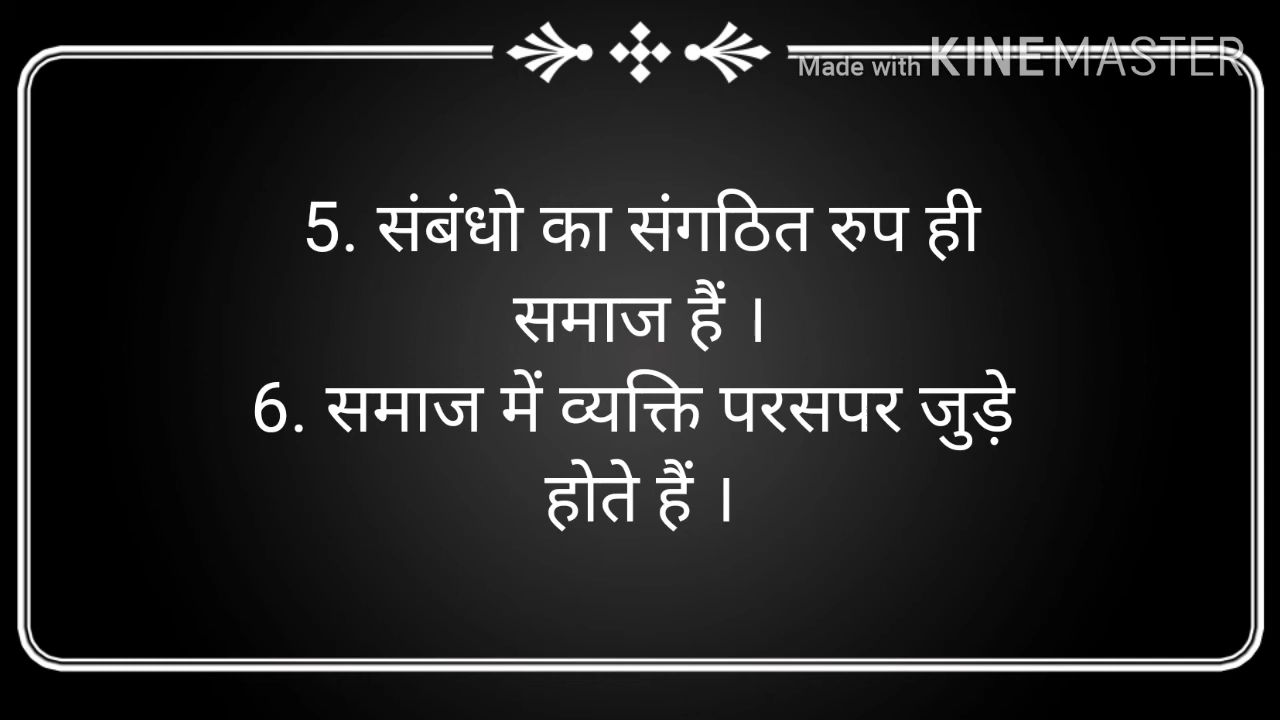 Made with KINEMASTER
5. संबंधो का संगठित रुप ही
समाज हैं ।
6. समाज में व्यक्ति परसपर जुड़े
होते हैं ।